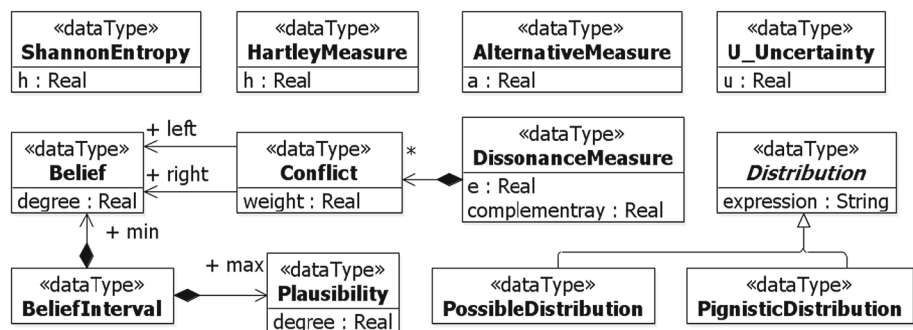 «dataType»
ShannonEntropy
h : Real
«dataType»
HartleyMeasure
h : Real
«dataType»
AlternativeMeasure
a : Real
«dataType»
U_Uncertainty
u : Real
«dataType»
Belief
degree : Real
+ left
+ right
«dataType»
Conflict
weight : Real
*
«dataType»
DissonanceMeasure
e : Real
complementray : Real
«dataType»
Distribution
expression : String
+ min
«dataType»
BeliefInterval
+ max
«dataType»
Plausibility
degree : Real
«dataType»
PossibleDistribution
«dataType»
PignisticDistribution